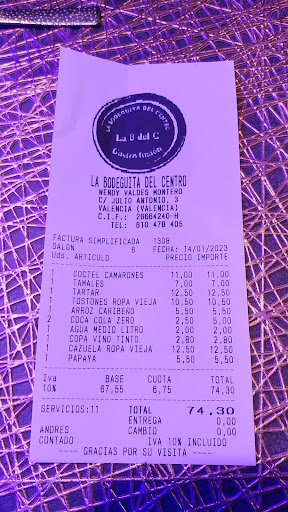 LA BODEGUITA DEL CENTRO
La B del C
Gastro fusión
LA BODEGUITA DEL CENTRO
WENDY VALDES MONTERO
C/ JULIO ANTONIO, 3
VALENCIA (VALENCIA)
C.I.F.: 26664240-H
TEL: 610 478 405
FACTURA SIMPLIFICADA 1308
SALON 6 FECHA: 14/01/2023
Uds. ARTICULO PRECIO IMPORTE
1 COCTEL CAMARONES 11,00 11,00
1 TAMALES 7,00 7,00
1 TARTAR 12,50 12,50
1 TOSTONES ROPA VIEJA 10,50 10,50
1 ARROZ CARIBEÑO 5,50 5,50
2 COCA COLA ZERO 2,50 5,00
1 AGUA MEDIO LITRO 2,00 2,00
1 COPA VINO TINTO 2,80 2,80
1 CAZUELA ROPA VIEJA 12,50 12,50
1 PAPAYA 5,50 5,50
Iva BASE CUOTA TOTAL
10% 67,55 6,75 74,30
SERVICIOS:11 TOTAL 74,30
ENTREGA 0,00
ANDRES CAMBIO 0,00
CONTADO IVA 10% INCLUIDO
----- GRACIAS POR SU VISITA -----